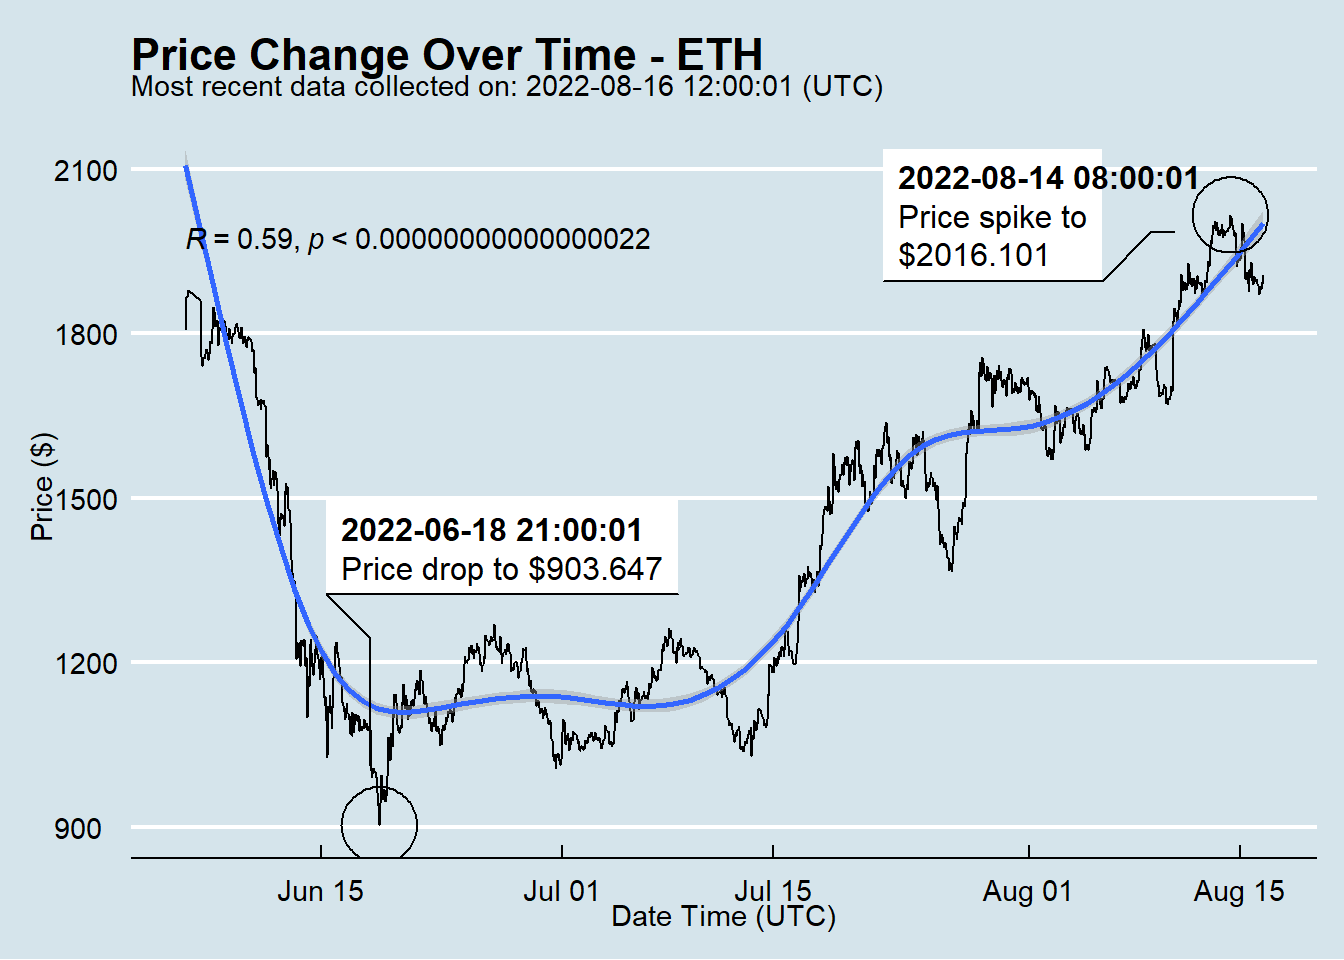 Price Change Over Time - ETH
Most recent data collected on: 2022-08-16 12:00:01 (UTC)
2100
1800
1500
1200
900
Price ($)
R = 0.59, p < 0.00000000000000022
2022-08-14 08:00:01
Price spike to
$2016.101
2022-06-18 21:00:01
Price drop to $903.647
Jun 15
Jul 01
Jul 15
Aug 01
Aug 15
Date Time (UTC)